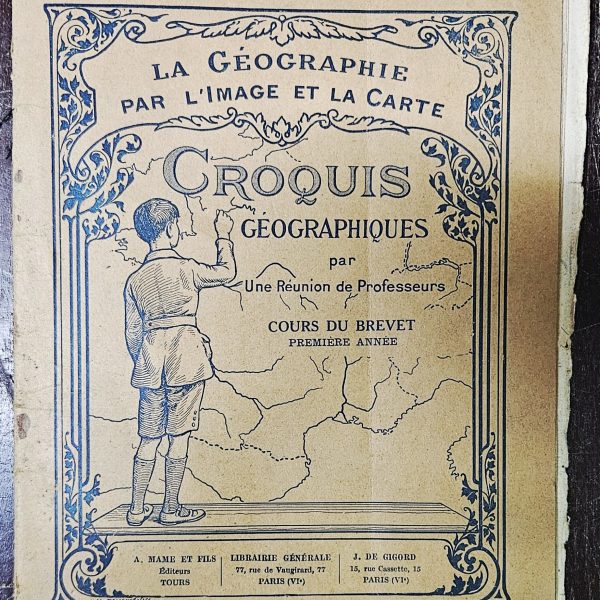 LA GÉOGRAPHIE
PAR L'IMAGE ET LA CARTE
CROQUIS
GÉOGRAPHIQUES
par
Une Réunion de Professeurs
COURS DU BREVET
PREMIÈRE ANNÉE
A. MAME ET FILS
Éditeurs
TOURS
LIBRAIRIE GÉNÉRALE
77, rue de Vaugirard, 77
PARIS (VIe)
J. DE GIGORD
15, rue Cassette, 15
PARIS (VIe)